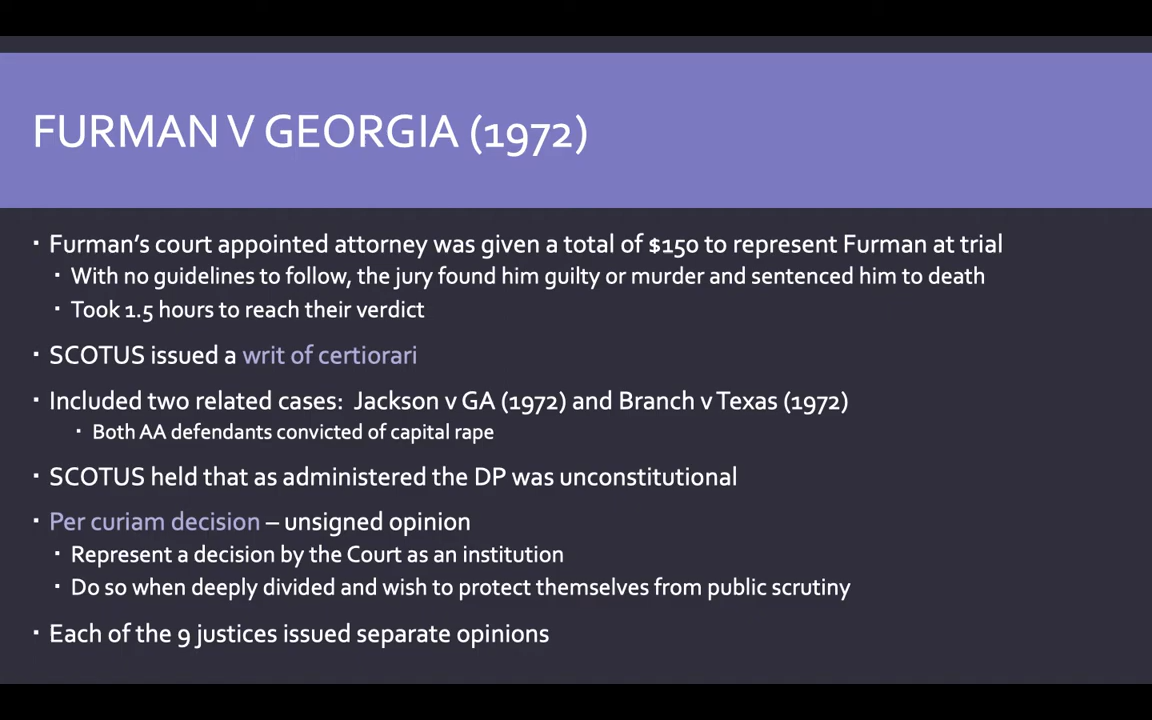 FURMAN V GEORGIA (1972)
▪ Furman’s court appointed attorney was given a total of $150 to represent Furman at trial
▪ With no guidelines to follow, the jury found him guilty or murder and sentenced him to death
▪ Took 1.5 hours to reach their verdict
▪ SCOTUS issued a writ of certiorari
▪ Included two related cases:  Jackson v GA (1972) and Branch v Texas (1972)
▪ Both AA defendants convicted of capital rape
▪ SCOTUS held that as administered the DP was unconstitutional
▪ Per curiam decision – unsigned opinion
▪ Represent a decision by the Court as an institution
▪ Do so when deeply divided and wish to protect themselves from public scrutiny
▪ Each of the 9 justices issued separate opinions